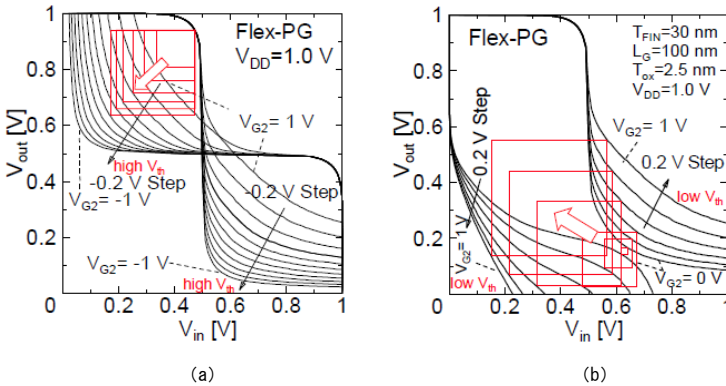 (a)
Flex-PG
V_DD=1.0 V
V_G2= 1 V
high V_th
-0.2 V Step
V_G2= -1 V
-0.2 V Step
V_G2= -1 V
high V_th
V_out [V]
1
0.8
0.6
0.4
0.2
0
0.2
0.4
0.6
0.8
1
V_in [V]
(a)
(b)
Flex-PG
T_FIN=30 nm
L_G=100 nm
T_ox=2.5 nm
V_DD=1.0 V
V_G2= 1 V
0.2 V Step
low V_th
0.2 V Step
V_G2= 1 V
V_G2= 0 V
low V_th
V_out [V]
1
0.8
0.6
0.4
0.2
0
0.2
0.4
0.6
0.8
1
V_in [V]
(b)